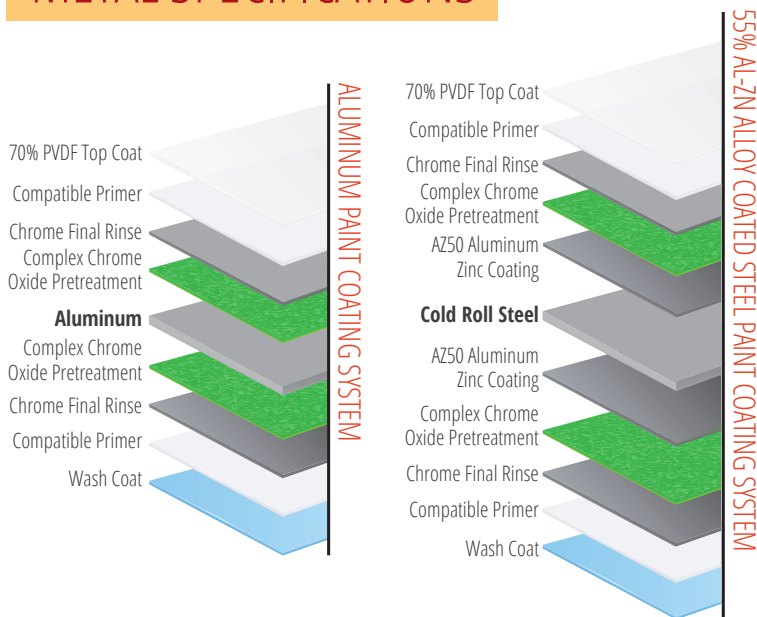 METAL SPECIFICATIONS
70% PVDF Top Coat
Compatible Primer
Chrome Final Rinse
Complex Chrome
Oxide Pretreatment
Aluminum
Complex Chrome
Oxide Pretreatment
Chrome Final Rinse
Compatible Primer
Wash Coat
ALUMINUM PAINT COATING SYSTEM
70% PVDF Top Coat
Compatible Primer
Chrome Final Rinse
Complex Chrome
Oxide Pretreatment
AZ50 Aluminum
Zinc Coating
Cold Roll Steel
AZ50 Aluminum
Zinc Coating
Complex Chrome
Oxide Pretreatment
Chrome Final Rinse
Compatible Primer
Wash Coat
55% AL-ZN ALLOY COATED STEEL PAINT COATING SYSTEM